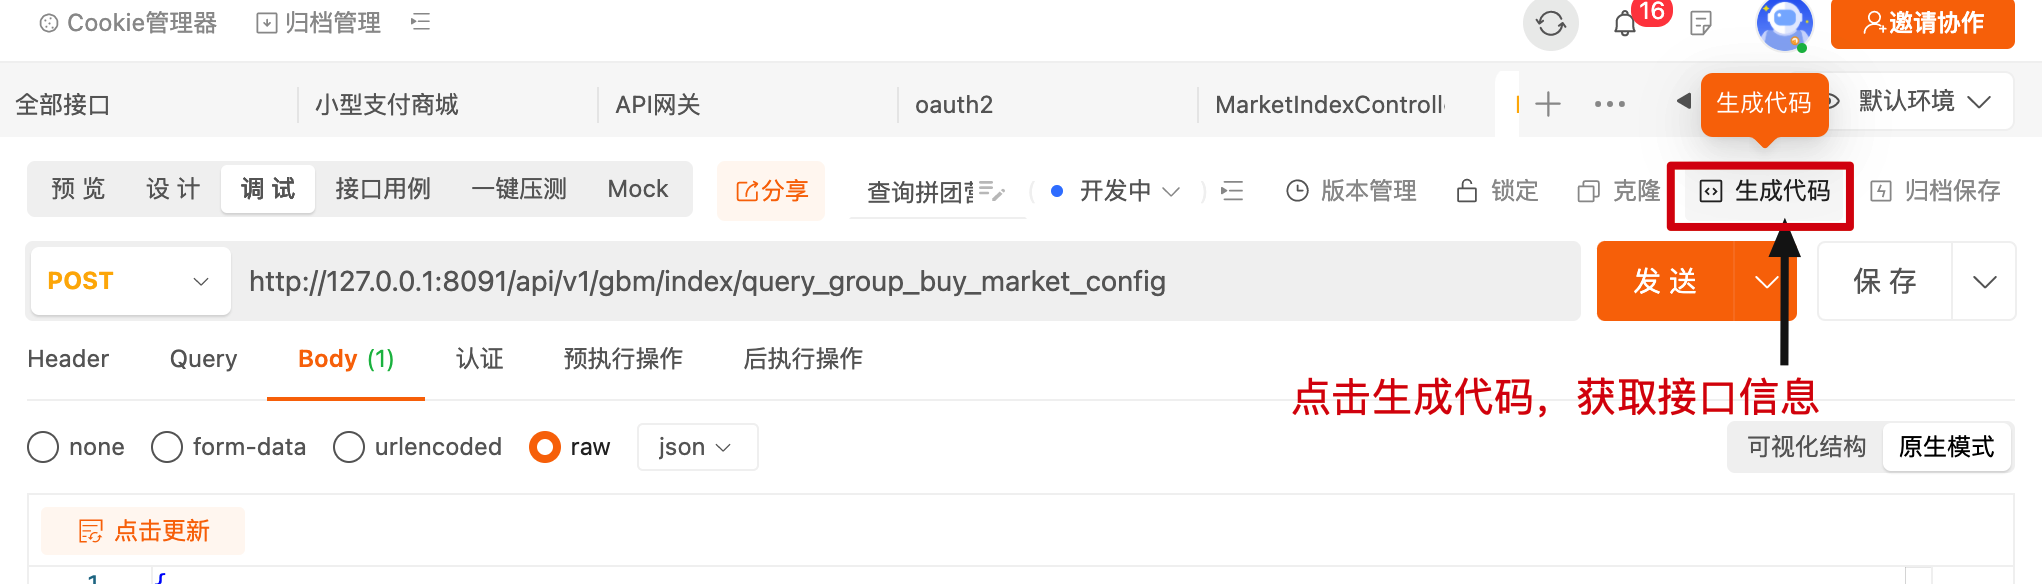 Cookie管理器 归档管理 16 邀请协作
全部接口 小型支付商城 API网关 oauth2 MarketIndexControll 生成代码 默认环境
预览 设计 调试 接口用例 一键压测 Mock 分享 查询拼团营 开发中 版本管理 锁定 克隆 生成代码 归档保存
POST http://127.0.0.1:8091/api/v1/gbm/index/query_group_buy_market_config 发送 保存
Header Query Body (1) 认证 预执行操作 后执行操作
点击生成代码，获取接口信息
none form-data urlencoded raw json 可视化结构 原生模式
点击更新
1 {